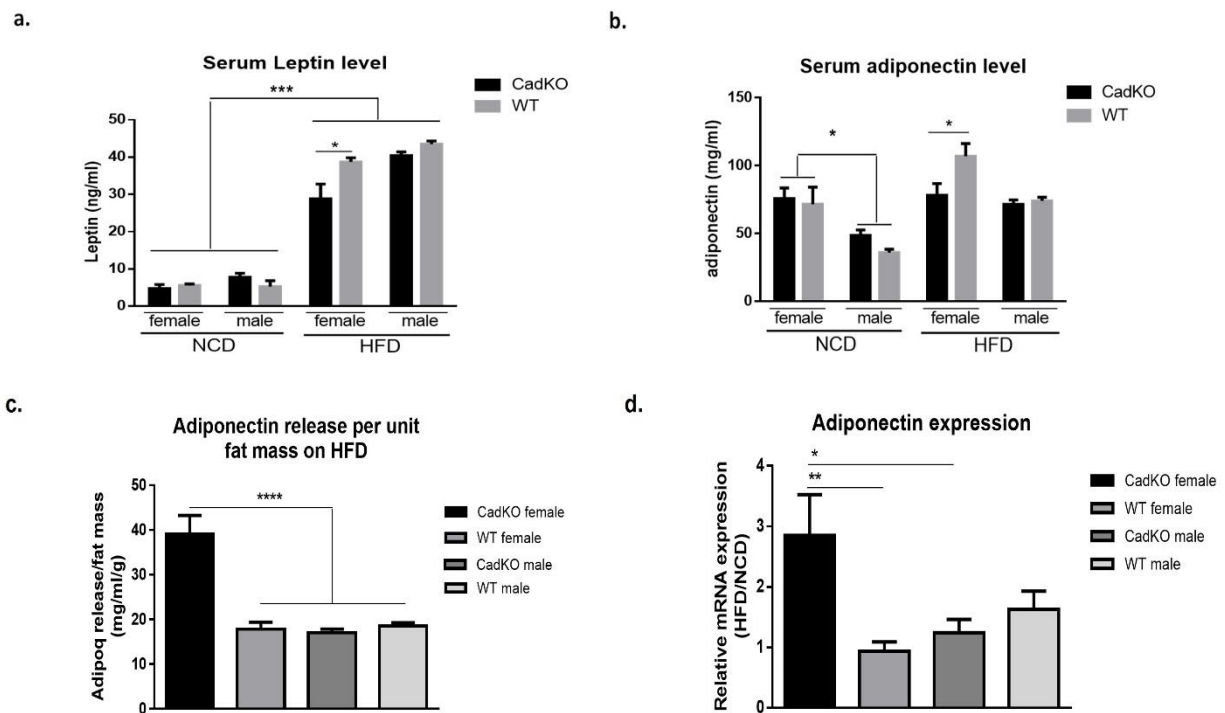 a.
Serum Leptin level
CadKO
WT
***
*
50
40
30
20
10
0
Leptin (ng/ml)
female
male
female
male
NCD
HFD
b.
Serum adiponectin level
CadKO
WT
*
*
150
100
50
0
adiponectin (mg/ml)
female
male
female
male
NCD
HFD
c.
Adiponectin release per unit
fat mass on HFD
****
50
40
30
20
10
0
Adipoq release/fat mass
(mg/ml/g)
CadKO female
WT female
CadKO male
WT male
d.
Adiponectin expression
*
**
4
3
2
1
0
Relative mRNA expression
(HFD/NCD)
CadKO female
WT female
CadKO male
WT male